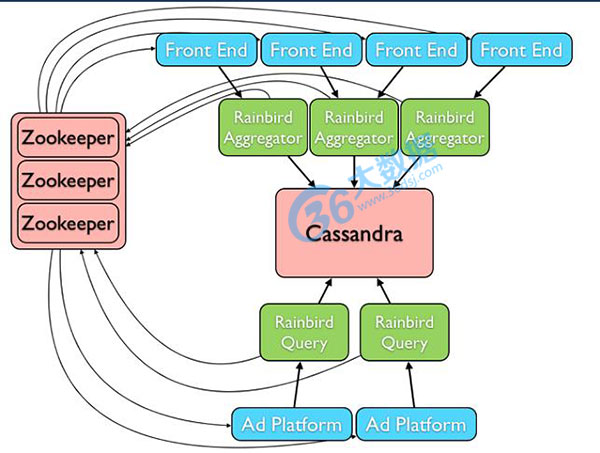 Front End
Front End
Front End
Front End
Zookeeper
Zookeeper
Zookeeper
Rainbird
Aggregator
Rainbird
Aggregator
Rainbird
Aggregator
36大数据
www.36dsj.com
Cassandra
Rainbird
Query
Rainbird
Query
Ad Platform
Ad Platform